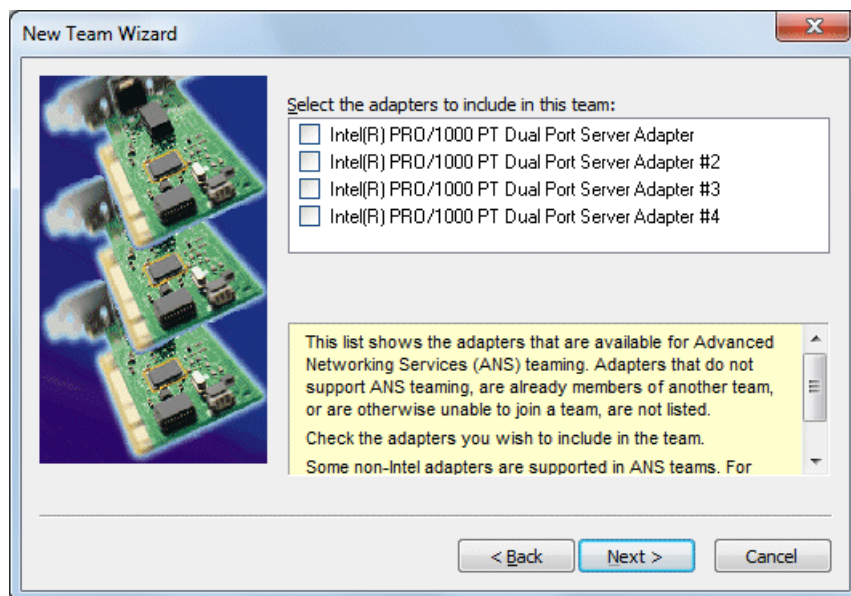 New Team Wizard
Select the adapters to include in this team:
Intel(R) PRO/1000 PT Dual Port Server Adapter
Intel(R) PRO/1000 PT Dual Port Server Adapter #2
Intel(R) PRO/1000 PT Dual Port Server Adapter #3
Intel(R) PRO/1000 PT Dual Port Server Adapter #4
This list shows the adapters that are available for Advanced
Networking Services (ANS) teaming. Adapters that do not
support ANS teaming, are already members of another team,
or are otherwise unable to join a team, are not listed.
Check the adapters you wish to include in the team.
Some non-Intel adapters are supported in ANS teams. For
< Back Next > Cancel